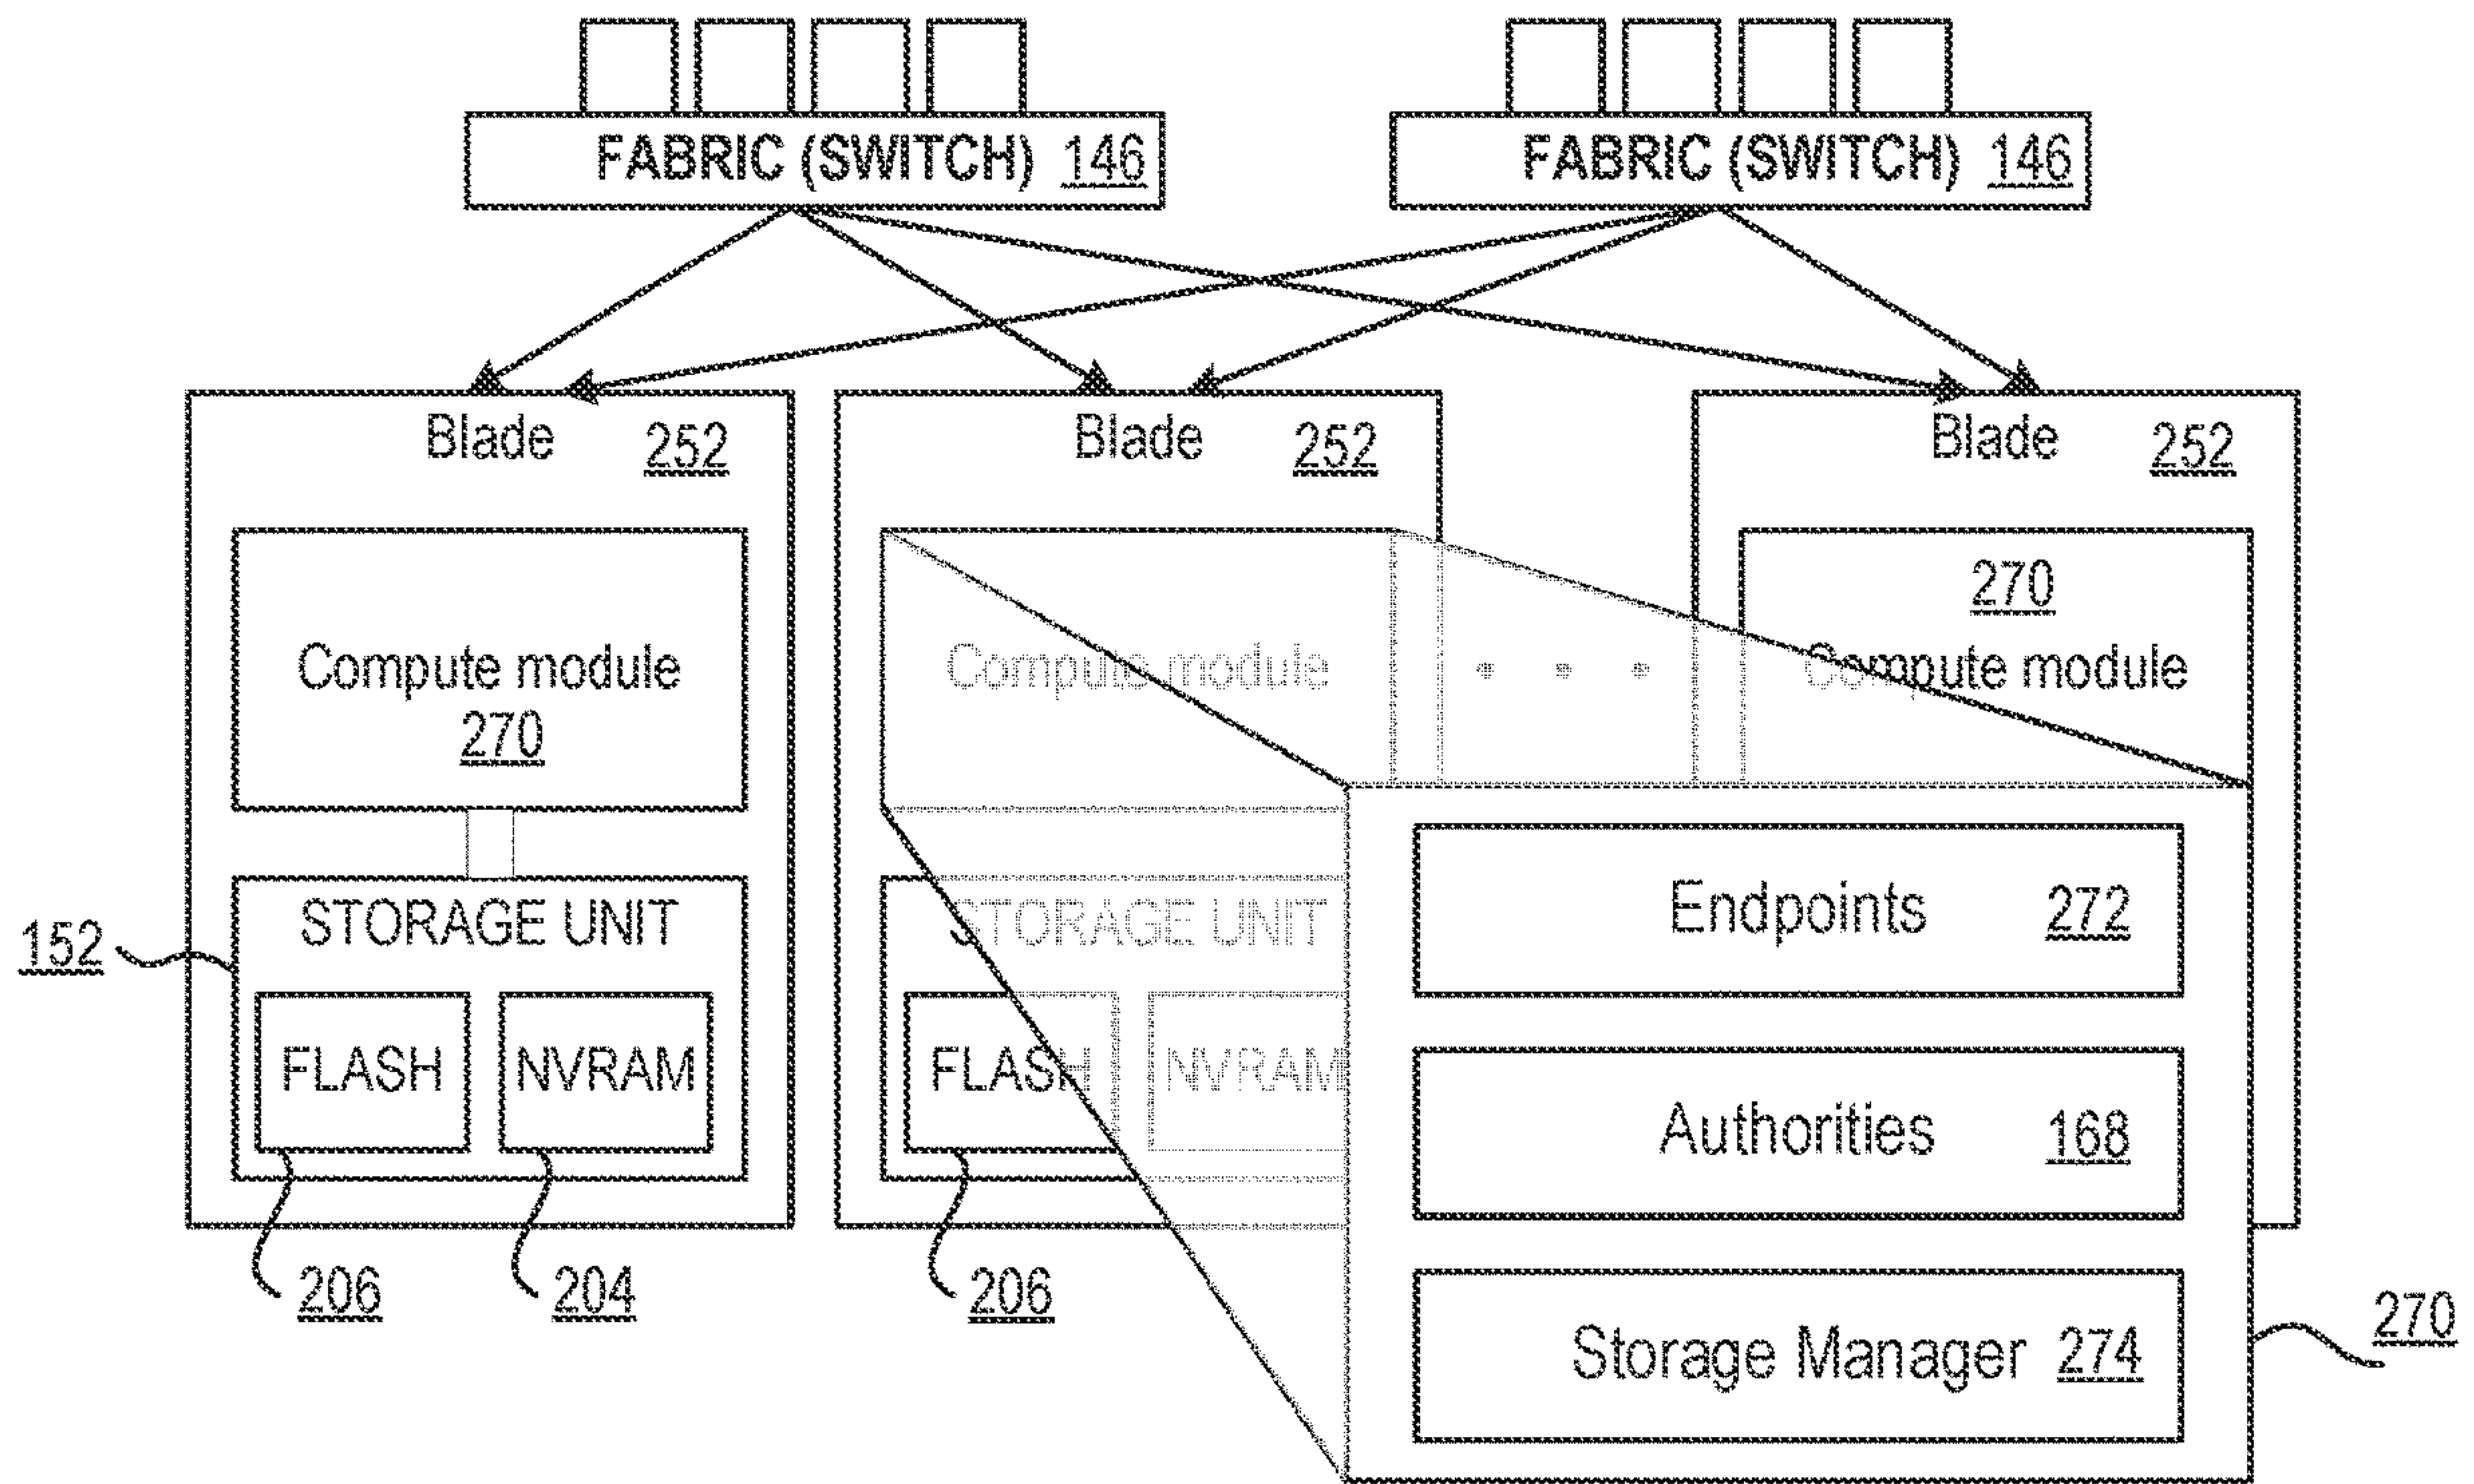 FABRIC (SWITCH) 146
FABRIC (SWITCH) 146
Blade 252
Blade 252
Blade 252
Compute module
270
Compute module
270
Compute module
STORAGE UNIT
152
FLASH
NVRAM
206
204
STORAGE UNIT
FLASH
NVRAM
206
Endpoints 272
Authorities 168
Storage Manager 274
270